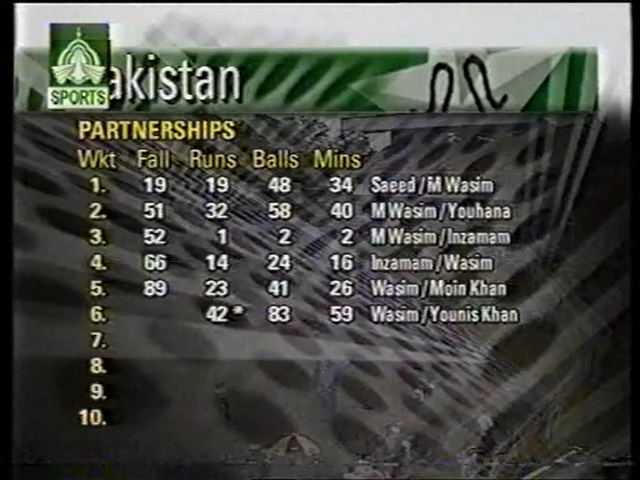 Pakistan
SPORTS
PARTNERSHIPS
Wkt Fall Runs Balls Mins
1. 19 19 48 34 Saeed/M Wasim
2. 51 32 58 40 M Wasim/Youhana
3. 52 1 2 2 M Wasim/Inzamam
4. 66 14 24 16 Inzamam/Wasim
5. 89 23 41 26 Wasim/Moin Khan
6. 42* 83 59 Wasim/Younis Khan
7.
8.
9.
10.